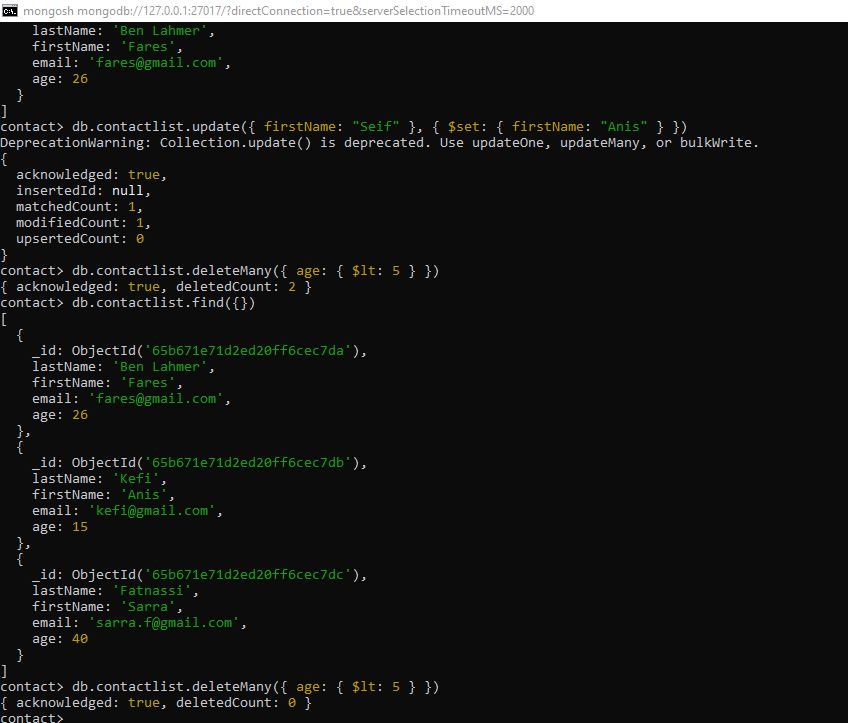 mongosh mongodb://127.0.0.1:27017/?directConnection=true&serverSelectionTimeoutMS=2000
    lastName: 'Ben Lahmer',
    firstName: 'Fares',
    email: 'fares@gmail.com',
    age: 26
  }
]
contact> db.contactlist.update({ firstName: "Seif" }, { $set: { firstName: "Anis" } })
DeprecationWarning: Collection.update() is deprecated. Use updateOne, updateMany, or bulkWrite.
{
  acknowledged: true,
  insertedId: null,
  matchedCount: 1,
  modifiedCount: 1,
  upsertedCount: 0
}
contact> db.contactlist.deleteMany({ age: { $lt: 5 } })
{ acknowledged: true, deletedCount: 2 }
contact> db.contactlist.find({})
[
  {
    _id: ObjectId('65b671e71d2ed20ff6cec7da'),
    lastName: 'Ben Lahmer',
    firstName: 'Fares',
    email: 'fares@gmail.com',
    age: 26
  },
  {
    _id: ObjectId('65b671e71d2ed20ff6cec7db'),
    lastName: 'Kefi',
    firstName: 'Anis',
    email: 'kefi@gmail.com',
    age: 15
  },
  {
    _id: ObjectId('65b671e71d2ed20ff6cec7dc'),
    lastName: 'Fatnassi',
    firstName: 'Sarra',
    email: 'sarra.f@gmail.com',
    age: 40
  }
]
contact> db.contactlist.deleteMany({ age: { $lt: 5 } })
{ acknowledged: true, deletedCount: 0 }
contact>